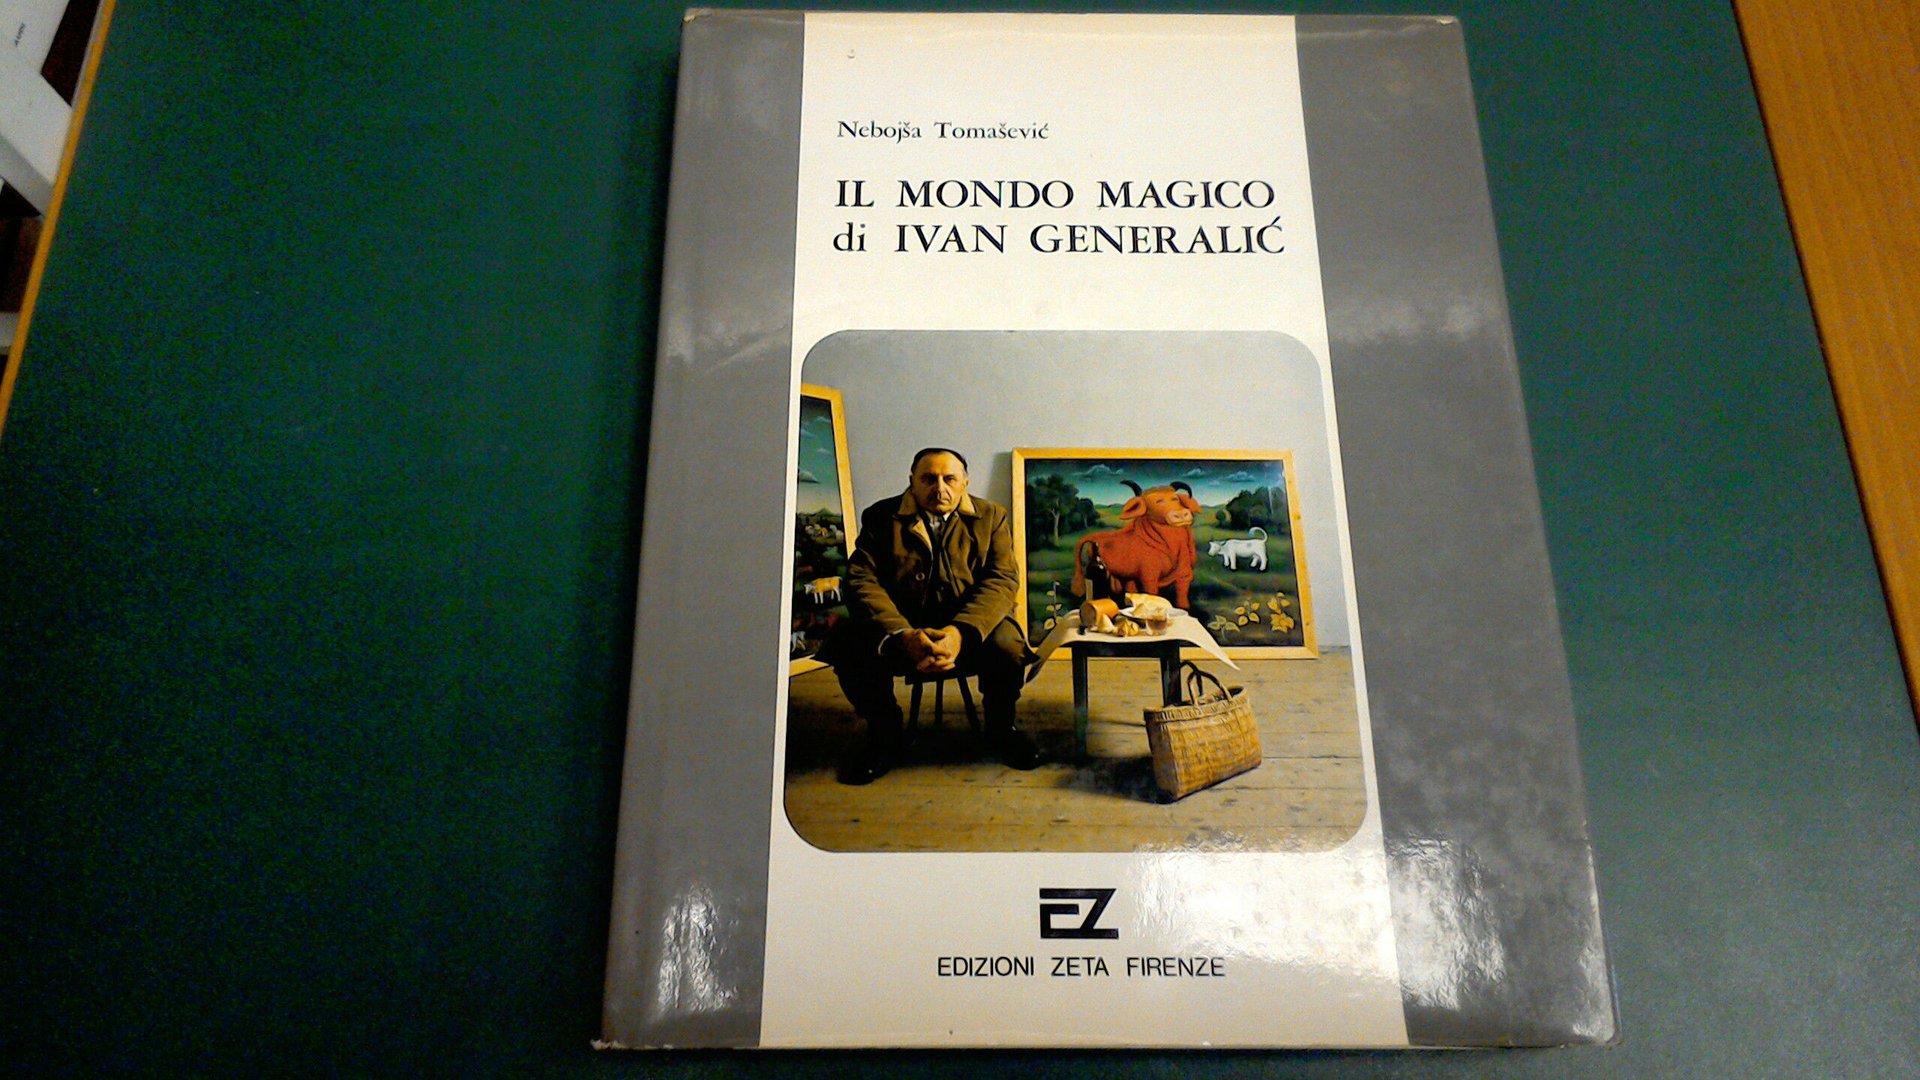 Nebojša Tomašević
IL MONDO MAGICO
di IVAN GENERALIĆ
EZ
EDIZIONI ZETA FIRENZE